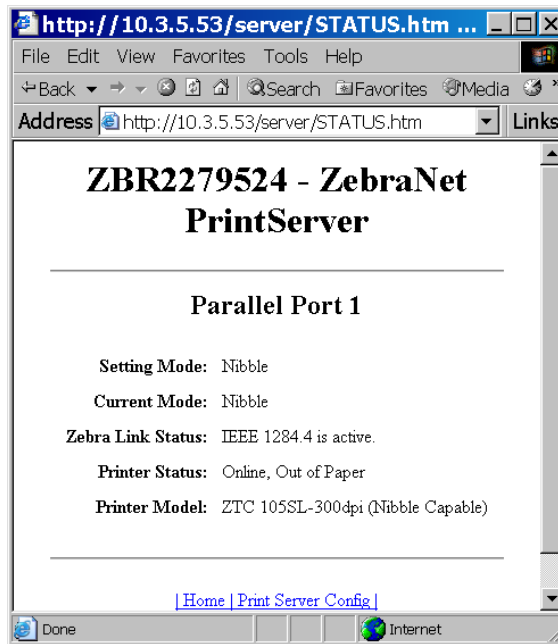 http://10.3.5.53/server/STATUS.htm ...
File Edit View Favorites Tools Help
Back Search Favorites Media »
Address http://10.3.5.53/server/STATUS.htm Links
ZBR2279524 - ZebraNet
PrintServer
Parallel Port 1
Setting Mode: Nibble
Current Mode: Nibble
Zebra Link Status: IEEE 1284.4 is active.
Printer Status: Online, Out of Paper
Printer Model: ZTC 105SL-300dpi (Nibble Capable)
| Home | Print Server Config |
Done Internet